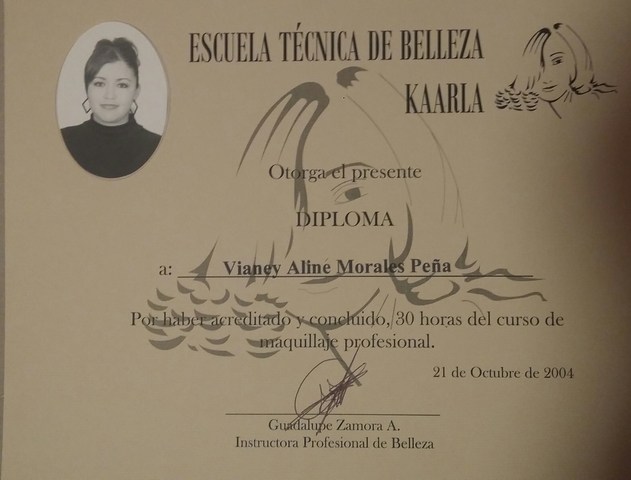 ESCUELA TÉCNICA DE BELLEZA
KAARLA
Otorga el presente
DIPLOMA
a: Vianey Aline Morales Peña
Por haber acreditado y concluido, 30 horas del curso de
maquillaje profesional.
21 de Octubre de 2004
Guadalupe Zamora A.
Instructora Profesional de Belleza